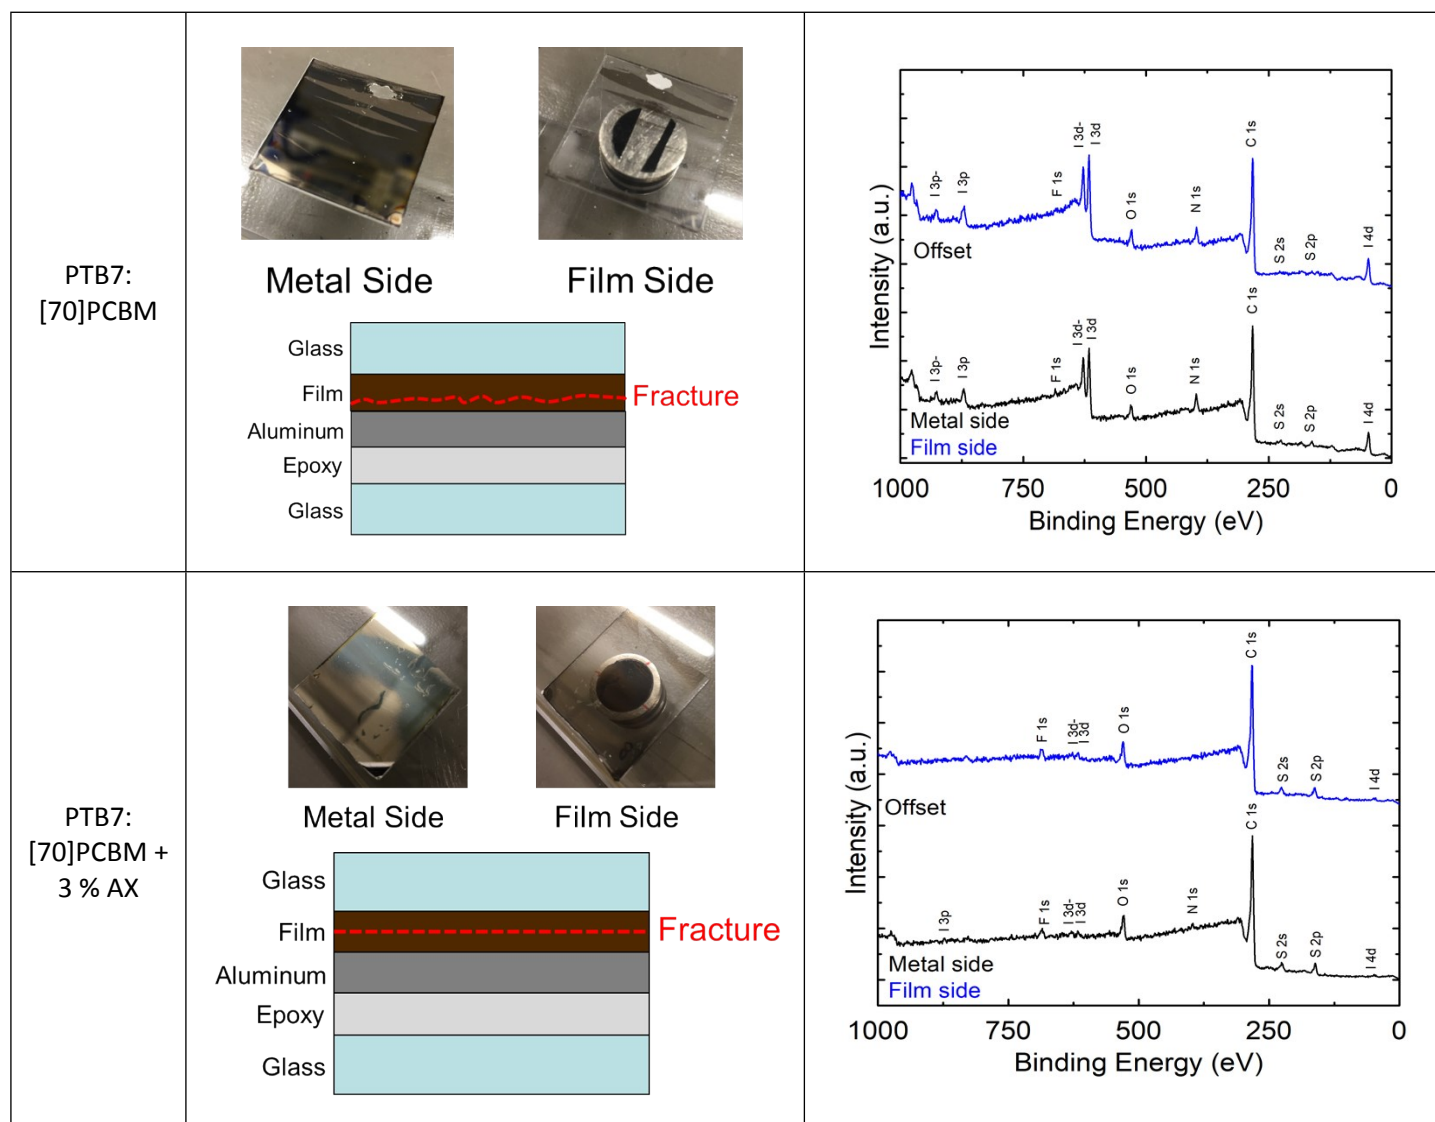 PTB7:
[70]PCBM
Metal Side
Film Side
Glass
Film
Fracture
Aluminum
Epoxy
Glass
I 3p-
I 3p
F 1s
I 3d-
I 3d
O 1s
N 1s
C 1s
S 2s
S 2p
I 4d
Offset
I 3p-
I 3p
F 1s
I 3d-
I 3d
O 1s
N 1s
C 1s
S 2s
S 2p
I 4d
Metal side
Film side
Intensity (a.u.)
1000
750
500
250
0
Binding Energy (eV)
PTB7:
[70]PCBM +
3 % AX
Metal Side
Film Side
Glass
Film
Fracture
Aluminum
Epoxy
Glass
F 1s
I 3d-
I 3d
O 1s
C 1s
S 2s
S 2p
I 4d
Offset
I 3p
F 1s
I 3d-
I 3d
O 1s
N 1s
C 1s
S 2s
S 2p
I 4d
Metal side
Film side
Intensity (a.u.)
1000
750
500
250
0
Binding Energy (eV)